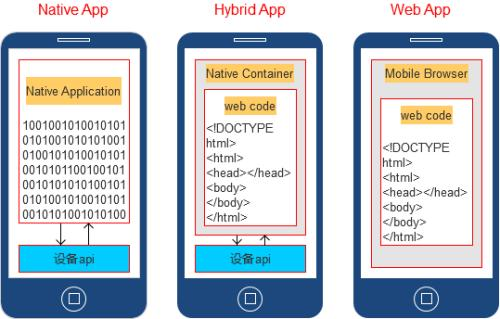 Native App
Hybrid App
Web App
Native Application
1001001010010101
0101001010101001
0100101010010101
0010101100100101
0010101010100101
0101001010010101
0010101001010100
设备api
Native Container
web code
<!DOCTYPE
html>
<html>
<head></head>
<body>
</body>
</html>
设备api
Mobile Browser
web code
<!DOCTYPE
html>
<html>
<head></head>
<body>
</body>
</html>